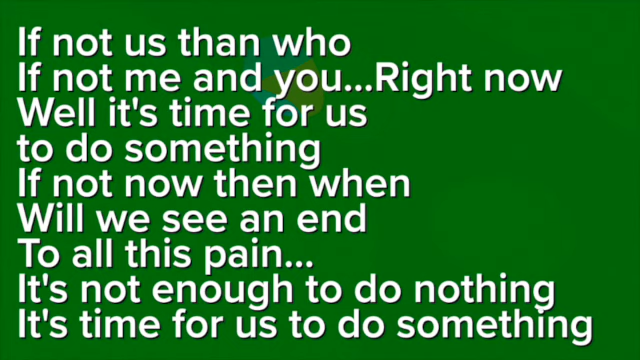 If not us than who
If not me and you...Right now
Well it's time for us
to do something
If not now then when
Will we see an end
To all this pain...
It's not enough to do nothing
It's time for us to do something